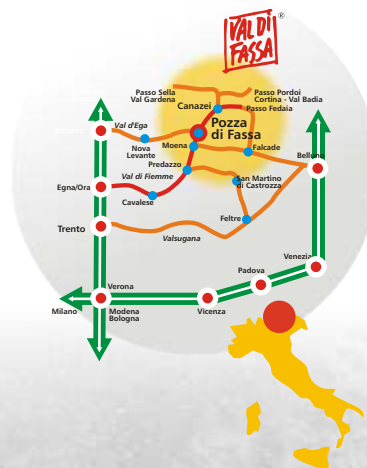 VAL DI
FASSA
®
Passo Sella
Val Gardena
Passo Pordoi
Cortina - Val Badia
Canazei
Passo Fedaia
Pozza
di Fassa
Val d'Ega
Nova
Levante
Moena
Falcade
Predazzo
Val di Fiemme
San Martino
di Castrozza
Egna/Ora
Cavalese
Feltre
Trento
Valsugana
Venezia
Padova
Verona
Milano
Modena
Bologna
Vicenza